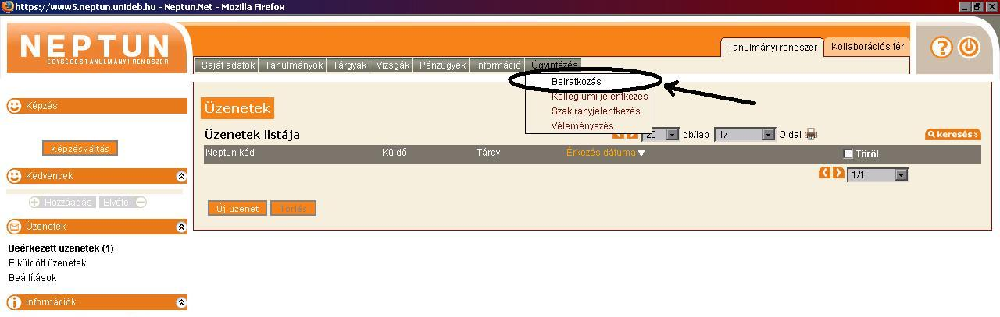 https://www5.neptun.unideb.hu - Neptun.Net - Mozilla Firefox
NEPTUN
EGYSÉGES TANULMÁNYI RENDSZER
Tanulmányi rendszer
Kollaborációs tér
Saját adatok
Tanulmányok
Tárgyak
Vizsgák
Pénzügyek
Információ
Ügyintézés
Beiratkozás
Kollégiumi jelentkezés
Szakirányjelentkezés
Véleményezés
Képzés
Képzésváltás
Kedvencek
Hozzáadás
Elvétel
Üzenetek
Beérkezett üzenetek (1)
Elküldött üzenetek
Beállítások
Információk
Üzenetek
Üzenetek listája
20 db/lap 1/1 Oldal
keresés
Neptun kód Küldő Tárgy Érkezés dátuma Töröl
1/1
Új üzenet
Törlés